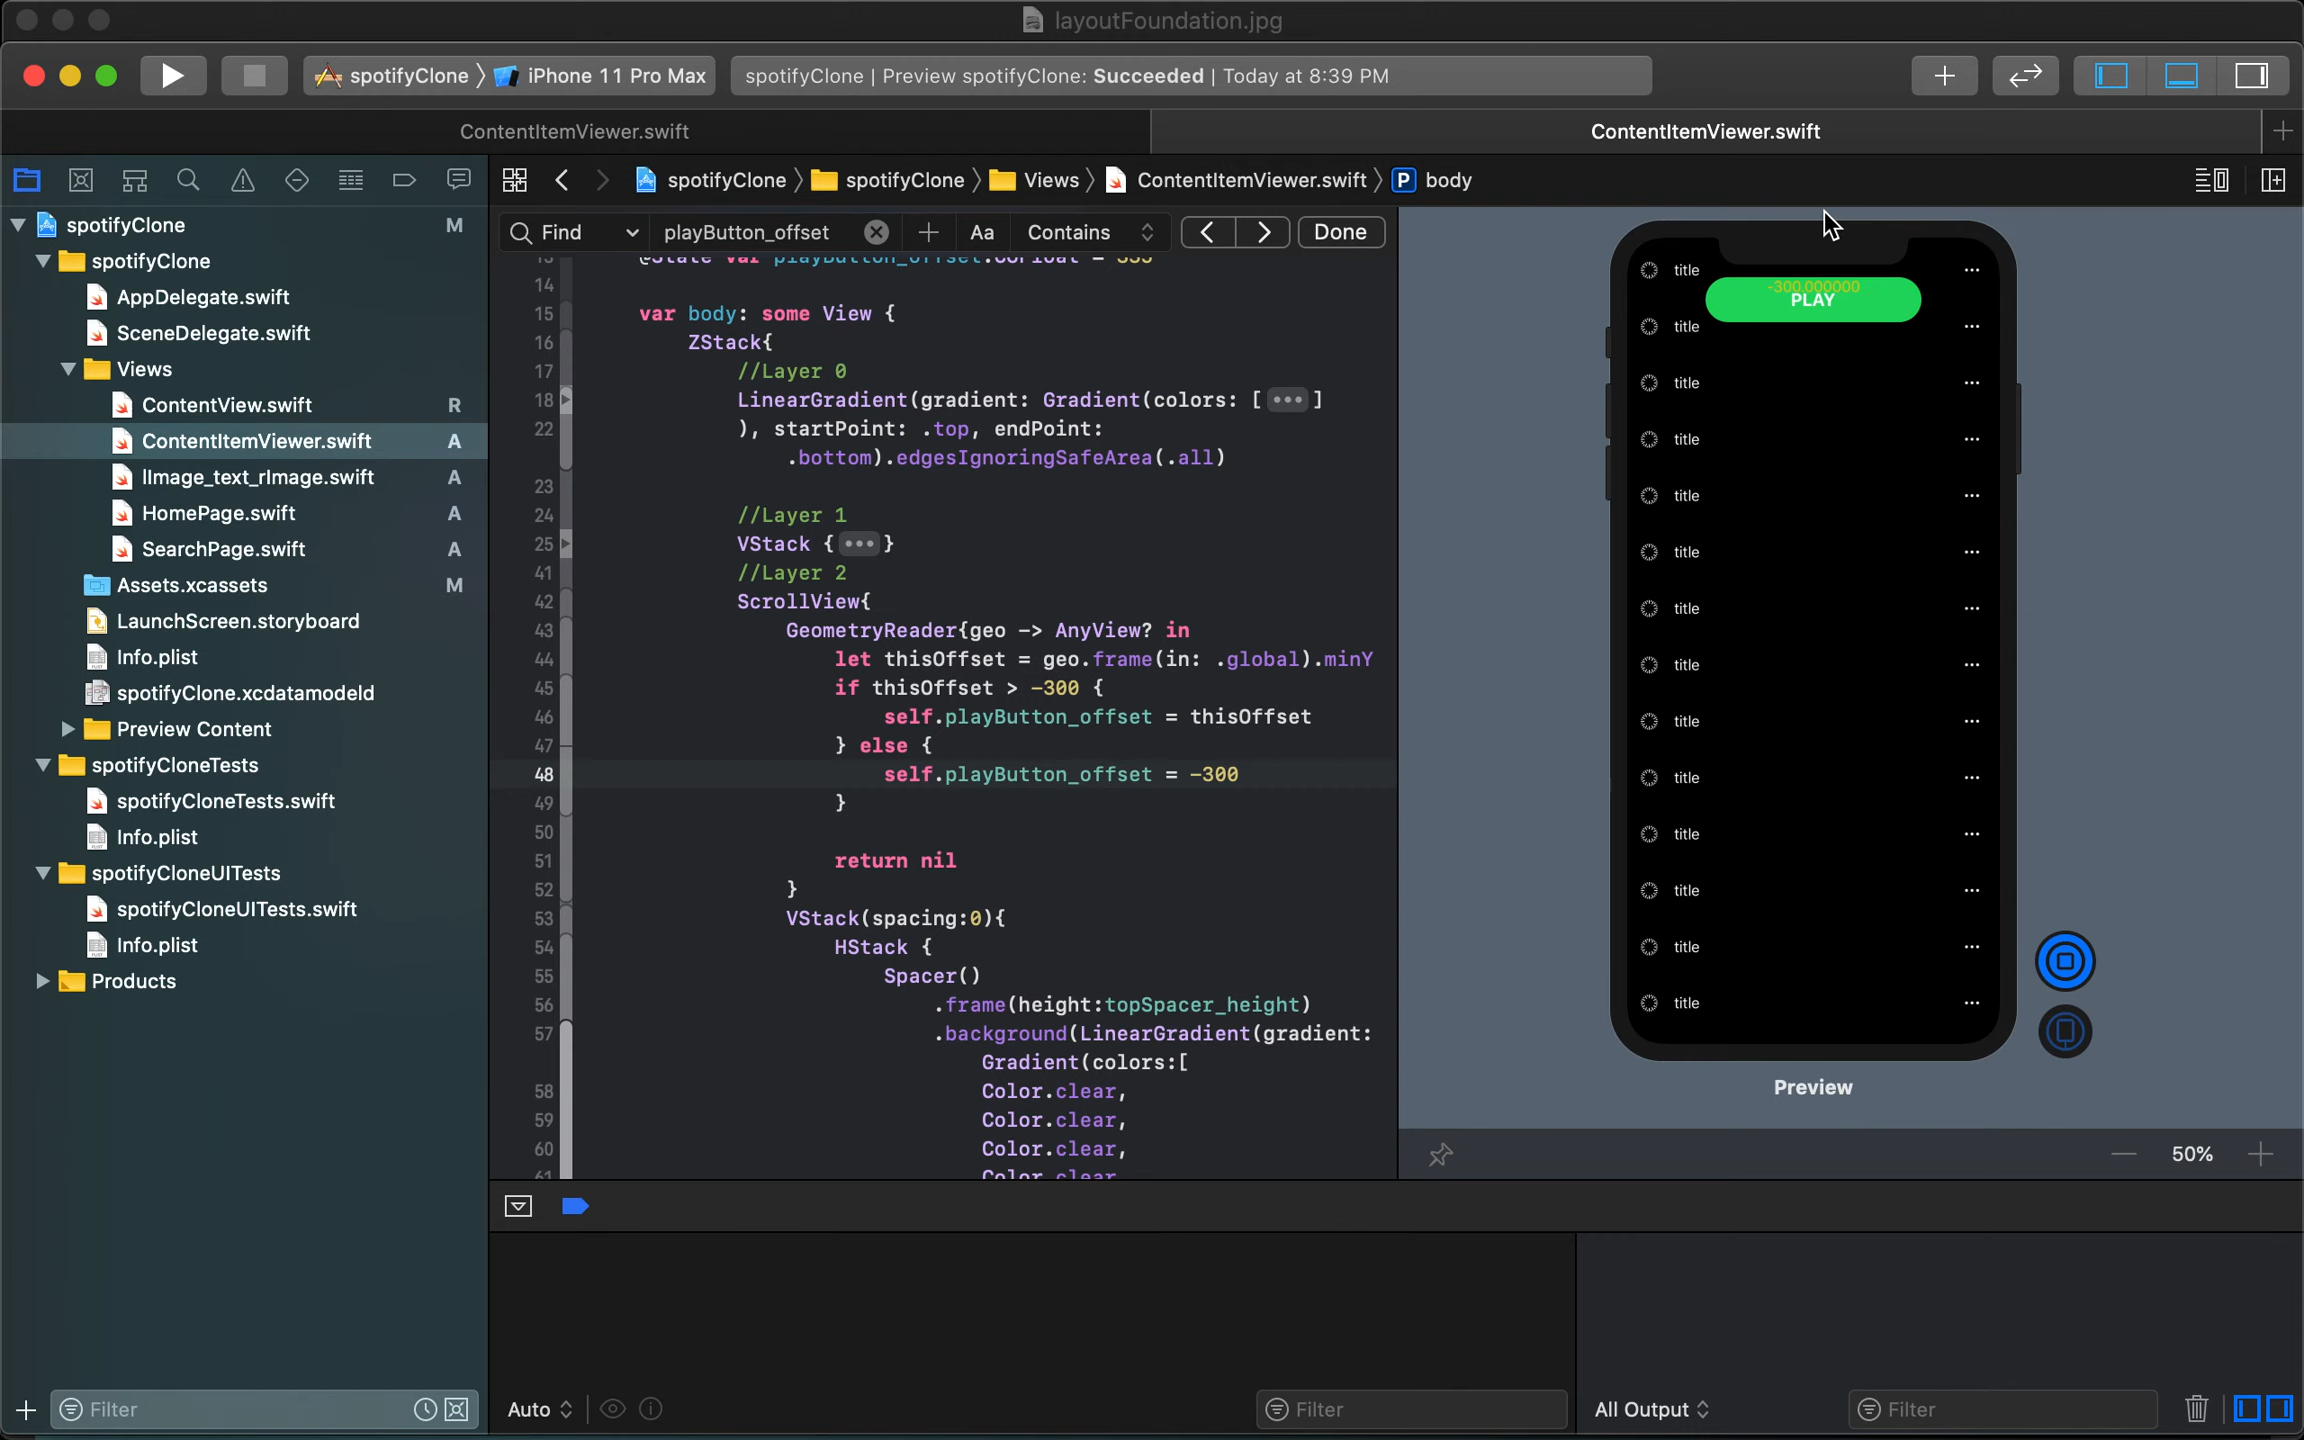 layoutFoundation.jpg
spotifyClone 〉 iPhone 11 Pro Max
spotifyClone | Preview spotifyClone: Succeeded | Today at 8:39 PM
ContentItemViewer.swift
ContentItemViewer.swift
spotifyClone 〉 spotifyClone 〉 Views 〉 ContentItemViewer.swift 〉 P body
spotifyClone M
spotifyClone
AppDelegate.swift
SceneDelegate.swift
Views
ContentView.swift R
ContentItemViewer.swift A
lImage_text_rImage.swift A
HomePage.swift A
SearchPage.swift A
Assets.xcassets M
LaunchScreen.storyboard
Info.plist
spotifyClone.xcdatamodeld
Preview Content
spotifyCloneTests
spotifyCloneTests.swift
Info.plist
spotifyCloneUITests
spotifyCloneUITests.swift
Info.plist
Products
Filter
Find playButton_offset Aa Contains Done
13 @State var playButton_offset:CGFloat = 335
14
15 var body: some View {
16 ZStack{
17 //Layer 0
18 LinearGradient(gradient: Gradient(colors: [ ••• ]
22 ), startPoint: .top, endPoint:
.bottom).edgesIgnoringSafeArea(.all)
23
24 //Layer 1
25 VStack { ••• }
41 //Layer 2
42 ScrollView{
43 GeometryReader{geo -> AnyView? in
44 let thisOffset = geo.frame(in: .global).minY
45 if thisOffset > -300 {
46 self.playButton_offset = thisOffset
47 } else {
48 self.playButton_offset = -300
49 }
50
51 return nil
52 }
53 VStack(spacing:0){
54 HStack {
55 Spacer()
56 .frame(height:topSpacer_height)
57 .background(LinearGradient(gradient:
Gradient(colors:[
58 Color.clear,
59 Color.clear,
60 Color.clear,
61 Color.clear
title •••
-300.000000
PLAY
title •••
title •••
title •••
title •••
title •••
title •••
title •••
title •••
title •••
title •••
title •••
title •••
title •••
Preview
50%
Auto
Filter
All Output
Filter